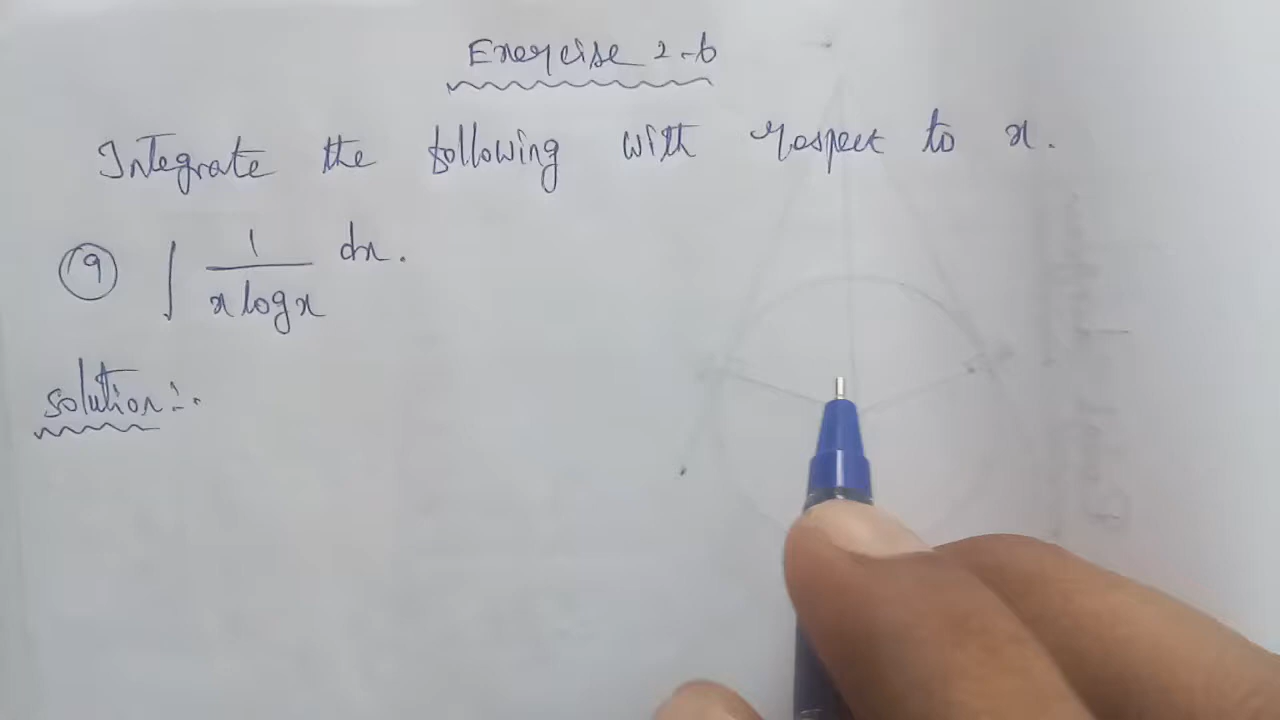 Exercise 2.6
Integrate the following with respect to x.
(9) ∫ 1/(x log x) dx.
Solution:-